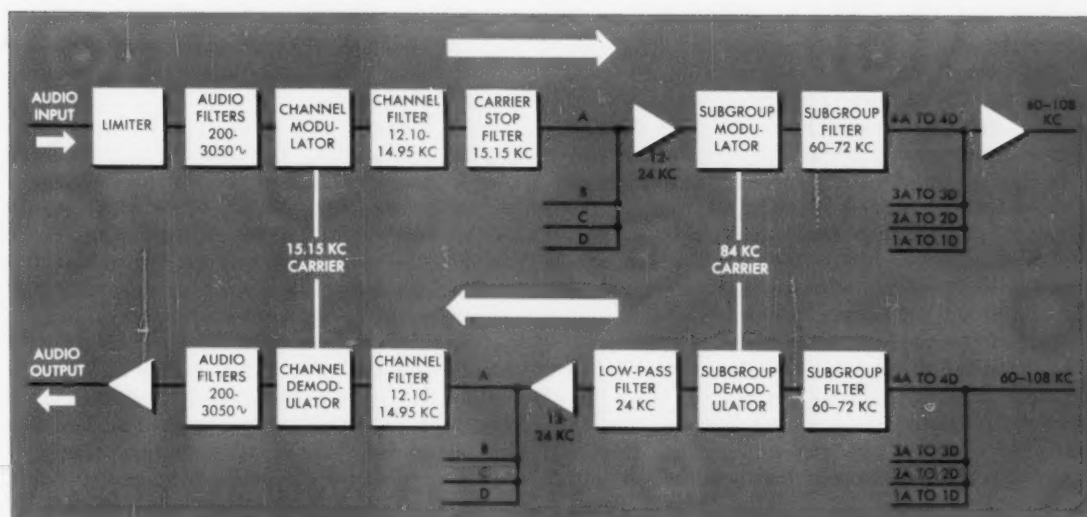 AUDIO
INPUT
LIMITER
AUDIO
FILTERS
200-
3050∿
CHANNEL
MODU-
LATOR
CHANNEL
FILTER
12.10-
14.95 KC
CARRIER
STOP
FILTER
15.15 KC
A
B
C
D
12-
24 KC
SUBGROUP
MODU-
LATOR
SUBGROUP
FILTER
60–72 KC
4A TO 4D
3A TO 3D
2A TO 2D
1A TO 1D
60–108
KC
15.15 KC
CARRIER
84 KC
CARRIER
AUDIO
OUTPUT
AUDIO
FILTERS
200-
3050∿
CHANNEL
DEMOD-
ULATOR
CHANNEL
FILTER
12.10-
14.95 KC
A
B
C
D
12-
24 KC
LOW-PASS
FILTER
24 KC
SUBGROUP
DEMOD-
ULATOR
SUBGROUP
FILTER
60–72 KC
4A TO 4D
3A TO 3D
2A TO 2D
1A TO 1D
60–108 KC